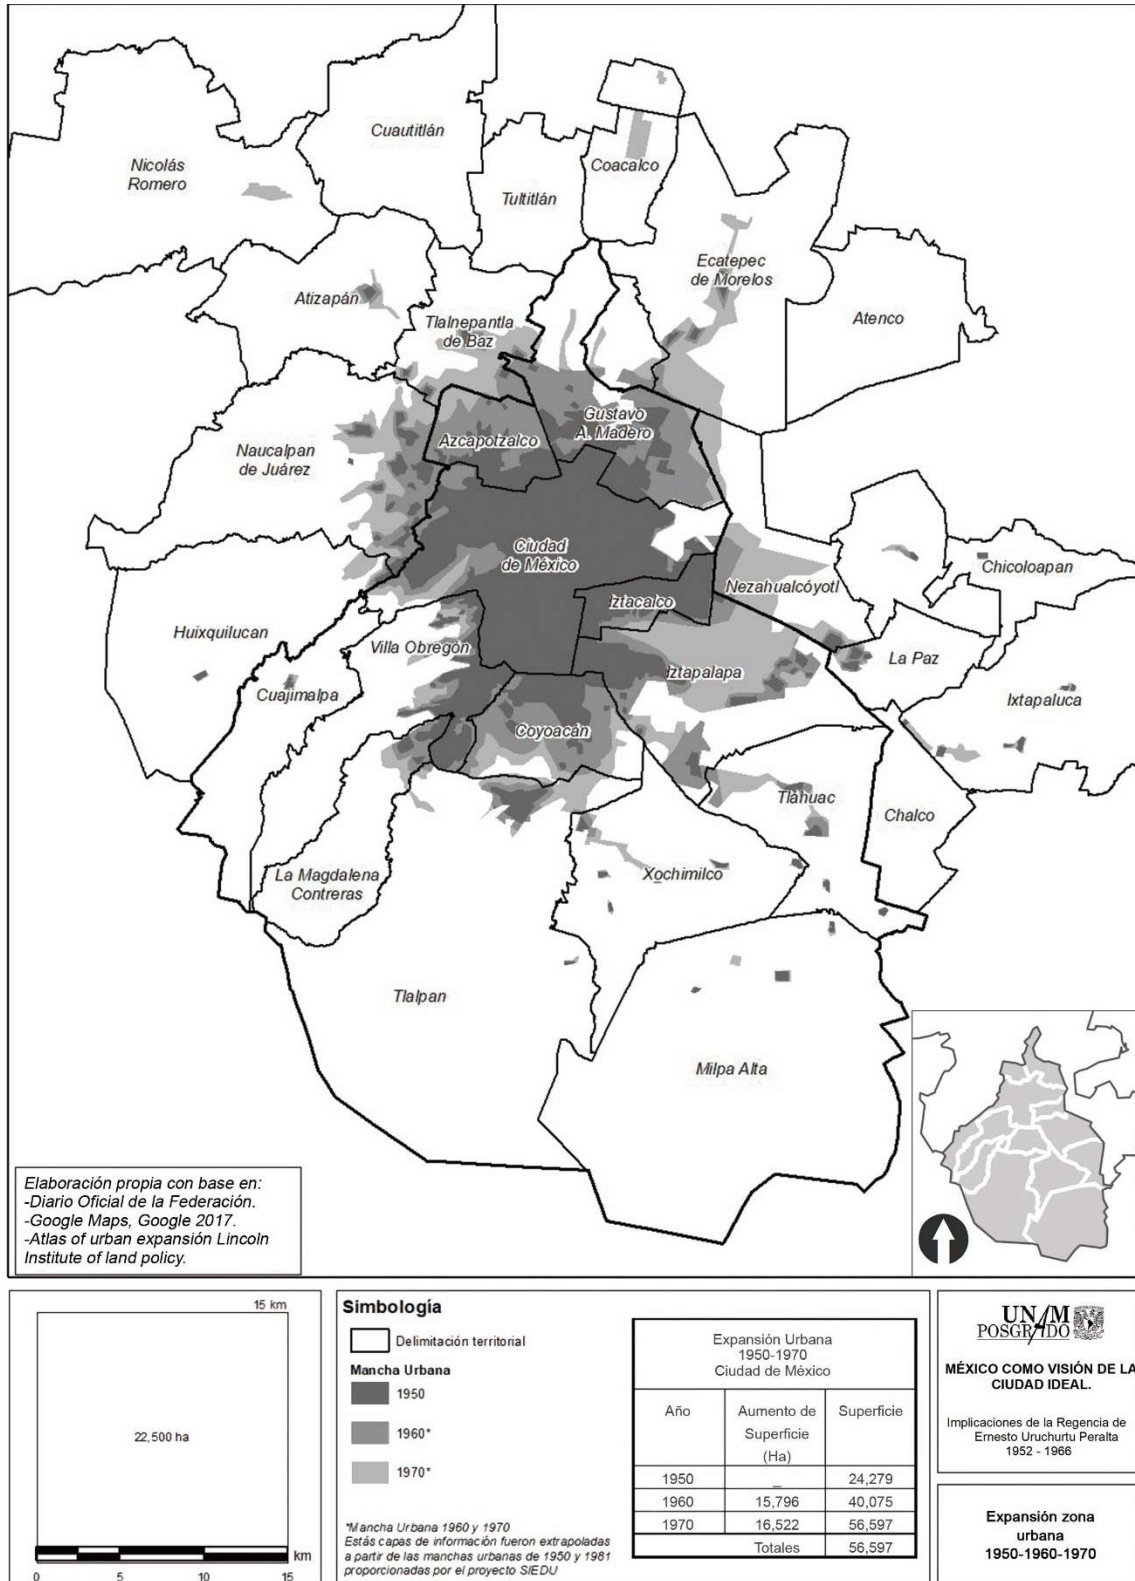 Nicolás
Romero
Cuautitlán
Tultitlán
Coacalco
Ecatepec
de Morelos
Atizapán
Tlalnepantla
de Baz
Atenco
Naucalpan
de Juárez
Azcapotzalco
Gustavo
A. Madero
Ciudad
de México
Iztacalco
Nezahualcóyotl
Chicoloapan
Huixquilucan
Villa Obregón
Iztapalapa
La Paz
Cuajimalpa
Ixtapaluca
Coyoacán
Tlahuac
Chalco
La Magdalena
Contreras
Xochimilco
Tlalpan
Milpa Alta
Elaboración propia con base en:
-Diario Oficial de la Federación.
-Google Maps, Google 2017.
-Atlas of urban expansión Lincoln
Institute of land policy.
15 km
22,500 ha
km
0 5 10 15
Simbología
Delimitación territorial
Mancha Urbana
1950
1960*
1970*
*Mancha Urbana 1960 y 1970
Estás capas de información fueron extrapoladas
a partir de las manchas urbanas de 1950 y 1981
proporcionadas por el proyecto SIEDU
Expansión Urbana
1950-1970
Ciudad de México
Año Aumento de Superficie
Superficie
(Ha)
1950 _ 24,279
1960 15,796 40,075
1970 16,522 56,597
Totales 56,597
UNAM
POSGRADO
MÉXICO COMO VISIÓN DE LA
CIUDAD IDEAL.
Implicaciones de la Regencia de
Ernesto Uruchurtu Peralta
1952 - 1966
Expansión zona
urbana
1950-1960-1970